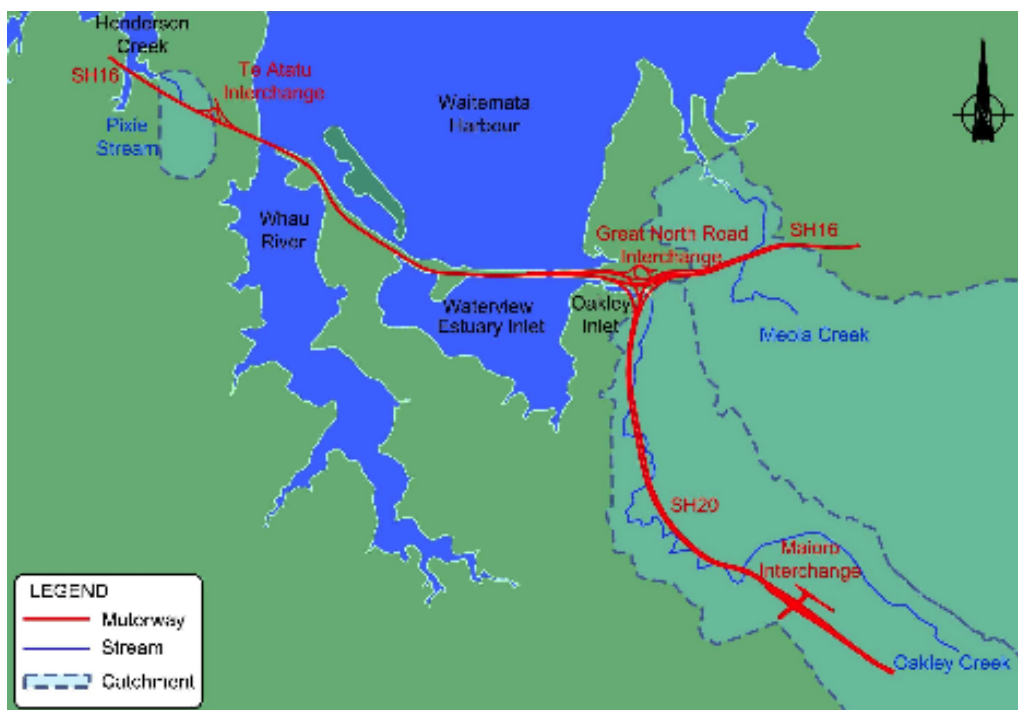 Henderson
Creek
SH16
Te Atatu
Interchange
Pixie
Stream
Waitemata
Harbour
Whau
River
Great North Road
Interchange
SH16
Waterview
Estuary Inlet
Oakley
Inlet
Meola Creek
SH20
Maioro
Interchange
Oakley Creek
LEGEND
Motorway
Stream
Catchment